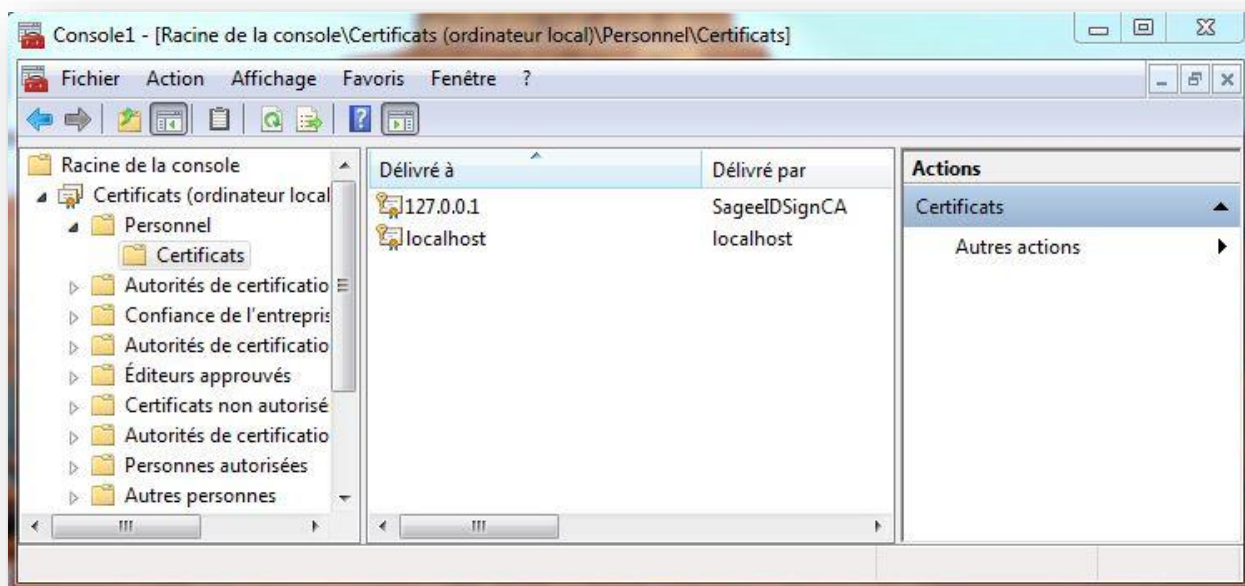 Console1 - [Racine de la console\Certificats (ordinateur local)\Personnel\Certificats]
Fichier Action Affichage Favoris Fenêtre ?
Racine de la console
Certificats (ordinateur local
Personnel
Certificats
Autorités de certificatio
Confiance de l'entrepris
Autorités de certificatio
Éditeurs approuvés
Certificats non autorisé
Autorités de certificatio
Personnes autorisées
Autres personnes
Délivré à Délivré par
127.0.0.1 SageeIDSignCA
localhost localhost
Actions
Certificats
Autres actions